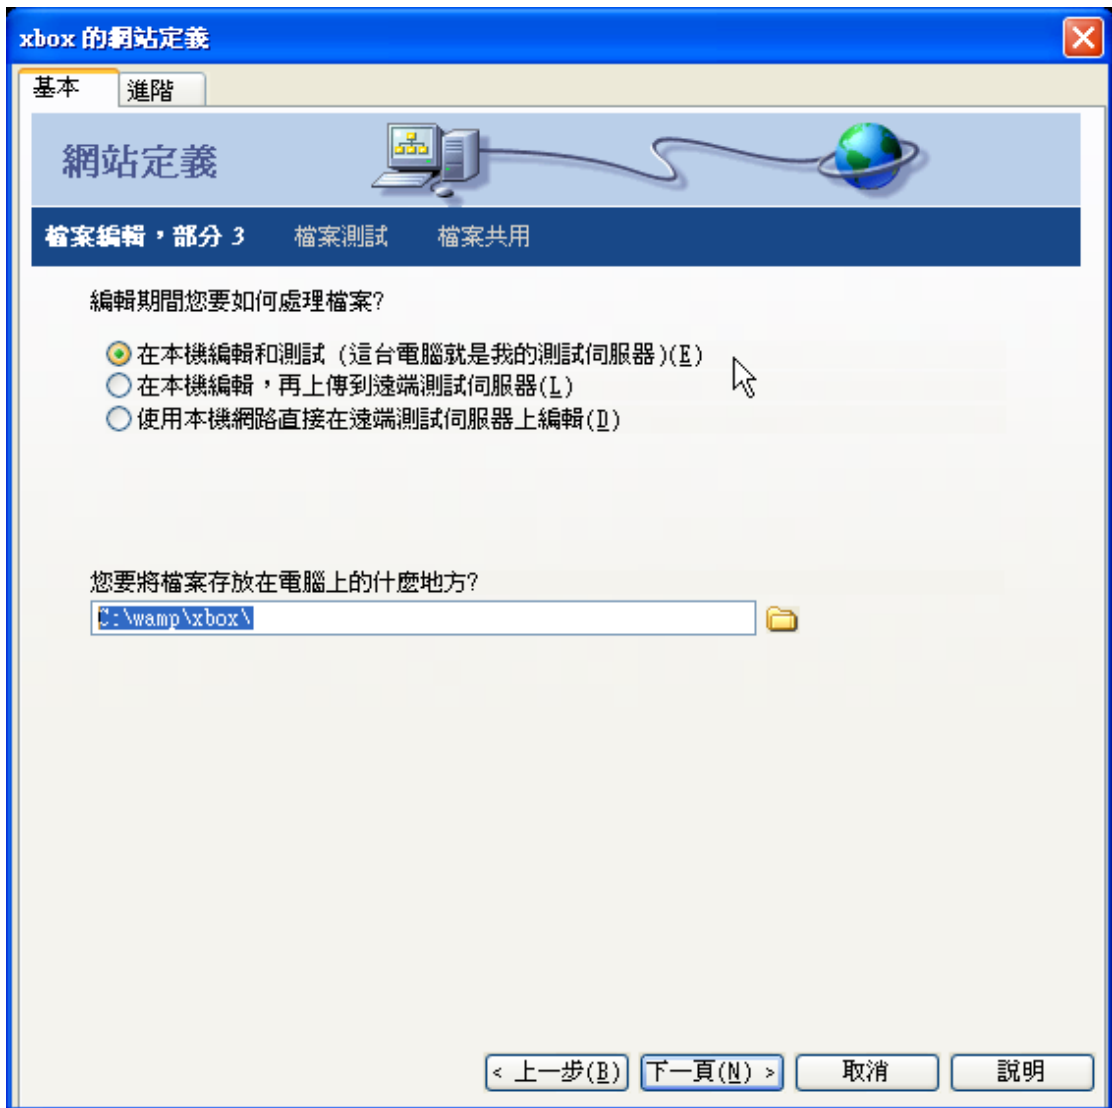 xbox 的網站定義
基本 進階
網站定義
檔案編輯，部分 3 檔案測試 檔案共用
編輯期間您要如何處理檔案?
在本機編輯和測試 (這台電腦就是我的測試伺服器)(E)
在本機編輯，再上傳到遠端測試伺服器(L)
使用本機網路直接在遠端測試伺服器上編輯(D)
您要將檔案存放在電腦上的什麼地方?
C:\wamp\xbox\
< 上一步(B) 下一頁(N) > 取消 說明